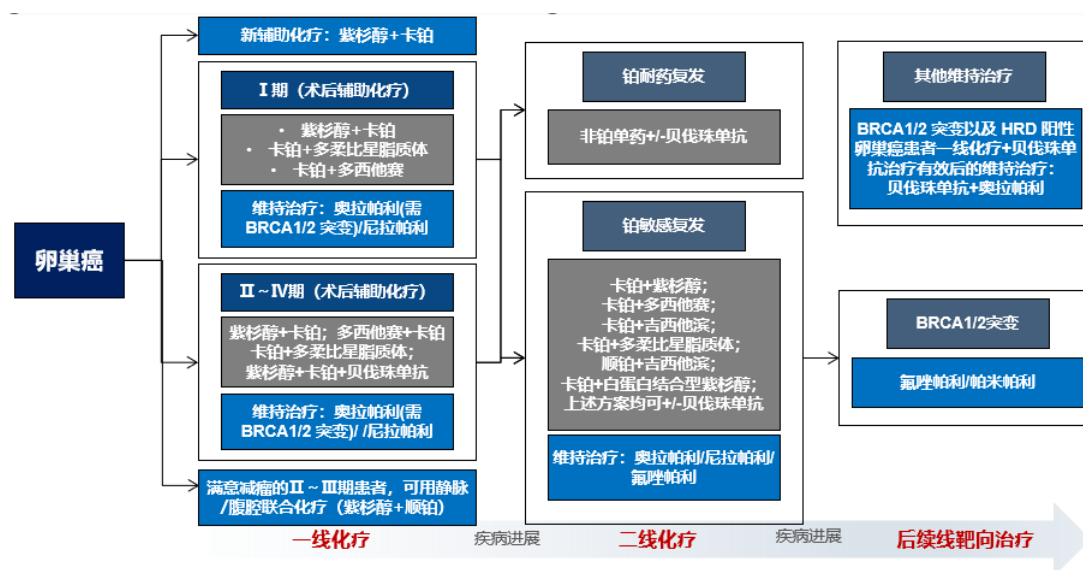 卵巢癌
新辅助化疗：紫杉醇+卡铂
I 期（术后辅助化疗）
• 紫杉醇+卡铂
• 卡铂+多柔比星脂质体
• 卡铂+多西他赛
维持治疗：奥拉帕利(需
BRCA1/2 突变)/尼拉帕利
II～IV期（术后辅助化疗）
紫杉醇+卡铂；多西他赛+卡铂
卡铂+多柔比星脂质体；
紫杉醇+卡铂+贝伐珠单抗
维持治疗：奥拉帕利(需
BRCA1/2 突变)/ /尼拉帕利
满意减瘤的II～III期患者，可用静脉
/腹腔联合化疗（紫杉醇+顺铂）
铂耐药复发
非铂单药+/-贝伐珠单抗
铂敏感复发
卡铂+紫杉醇；
卡铂+多西他赛；
卡铂+吉西他滨；
卡铂+多柔比星脂质体；
顺铂+吉西他滨；
卡铂+白蛋白结合型紫杉醇；
上述方案均可+/-贝伐珠单抗
维持治疗：奥拉帕利/尼拉帕利/
氟唑帕利
其他维持治疗
BRCA1/2 突变以及 HRD 阳性
卵巢癌患者一线化疗+贝伐珠单
抗治疗有效后的维持治疗：
贝伐珠单抗+奥拉帕利
BRCA1/2突变
氟唑帕利/帕米帕利
一线化疗
疾病进展
二线化疗
疾病进展
后续线靶向治疗